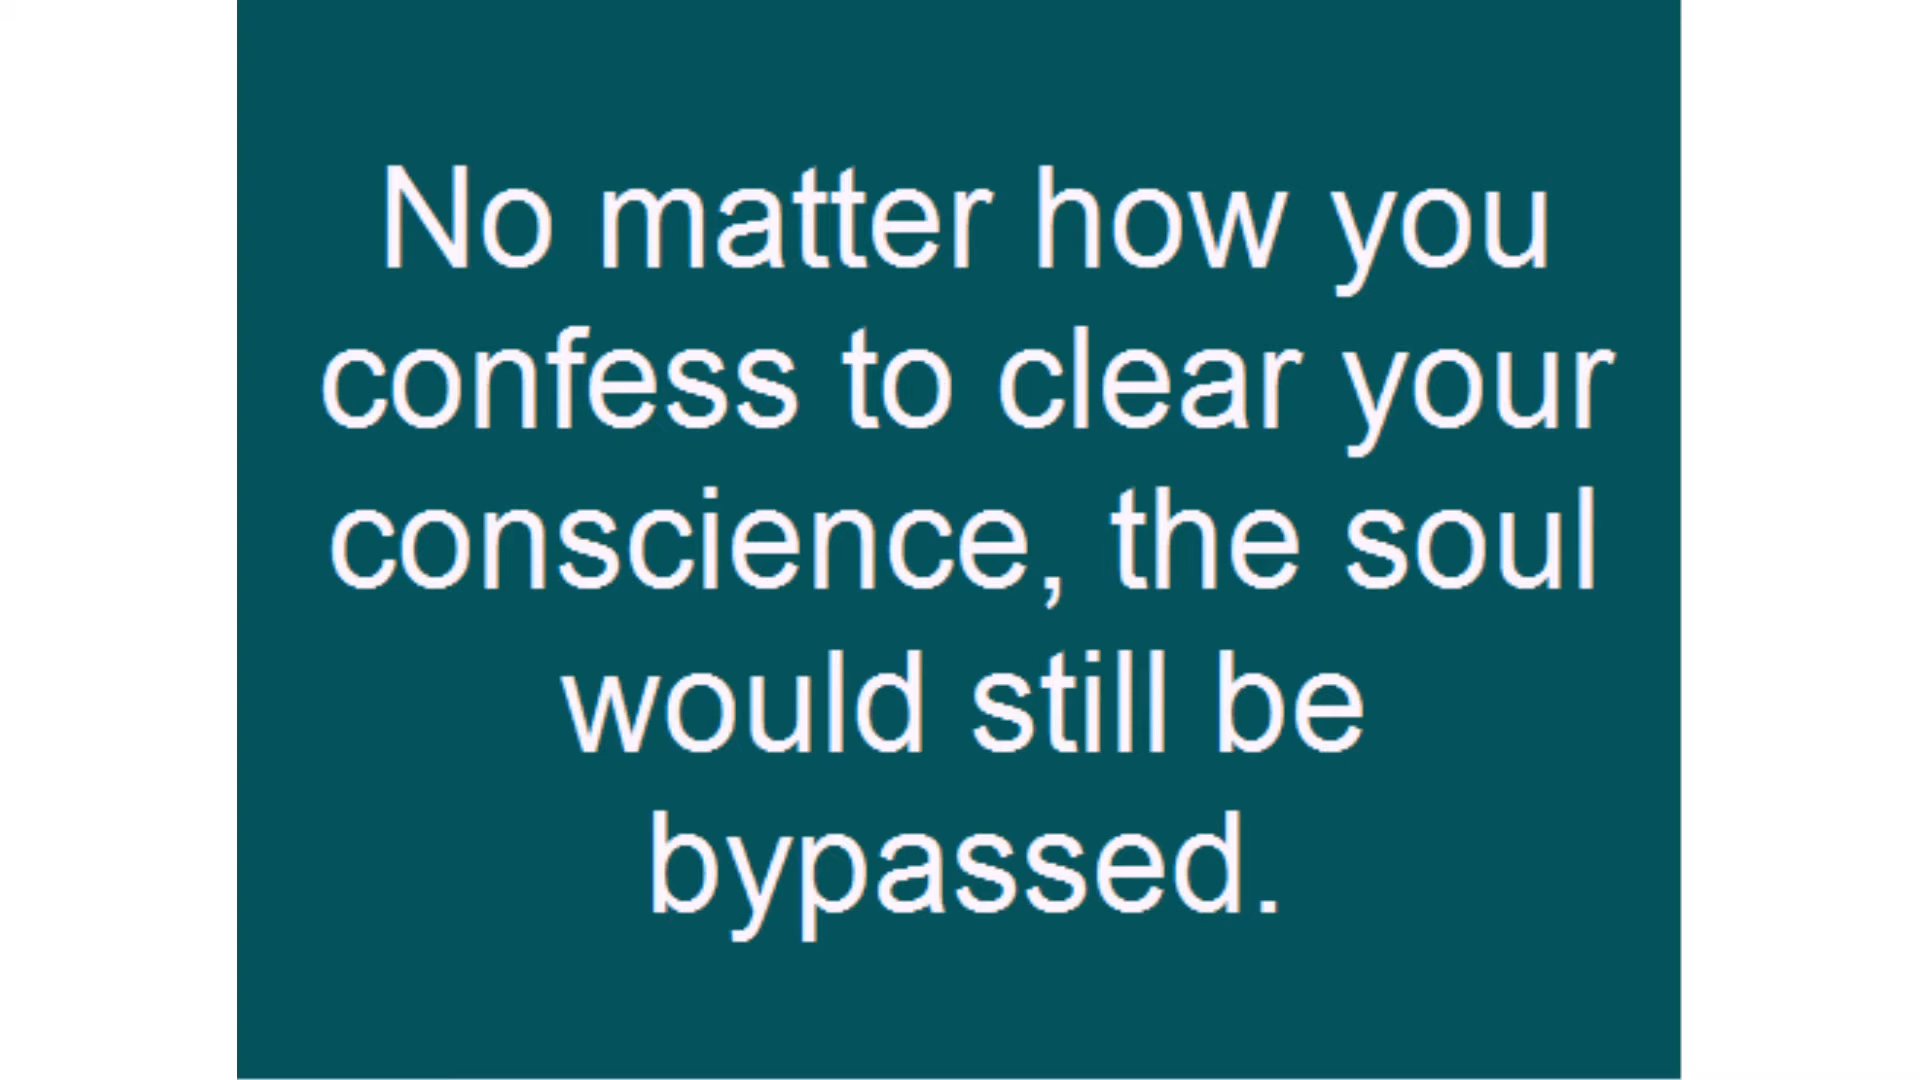 No matter how you
confess to clear your
conscience, the soul
would still be
bypassed.